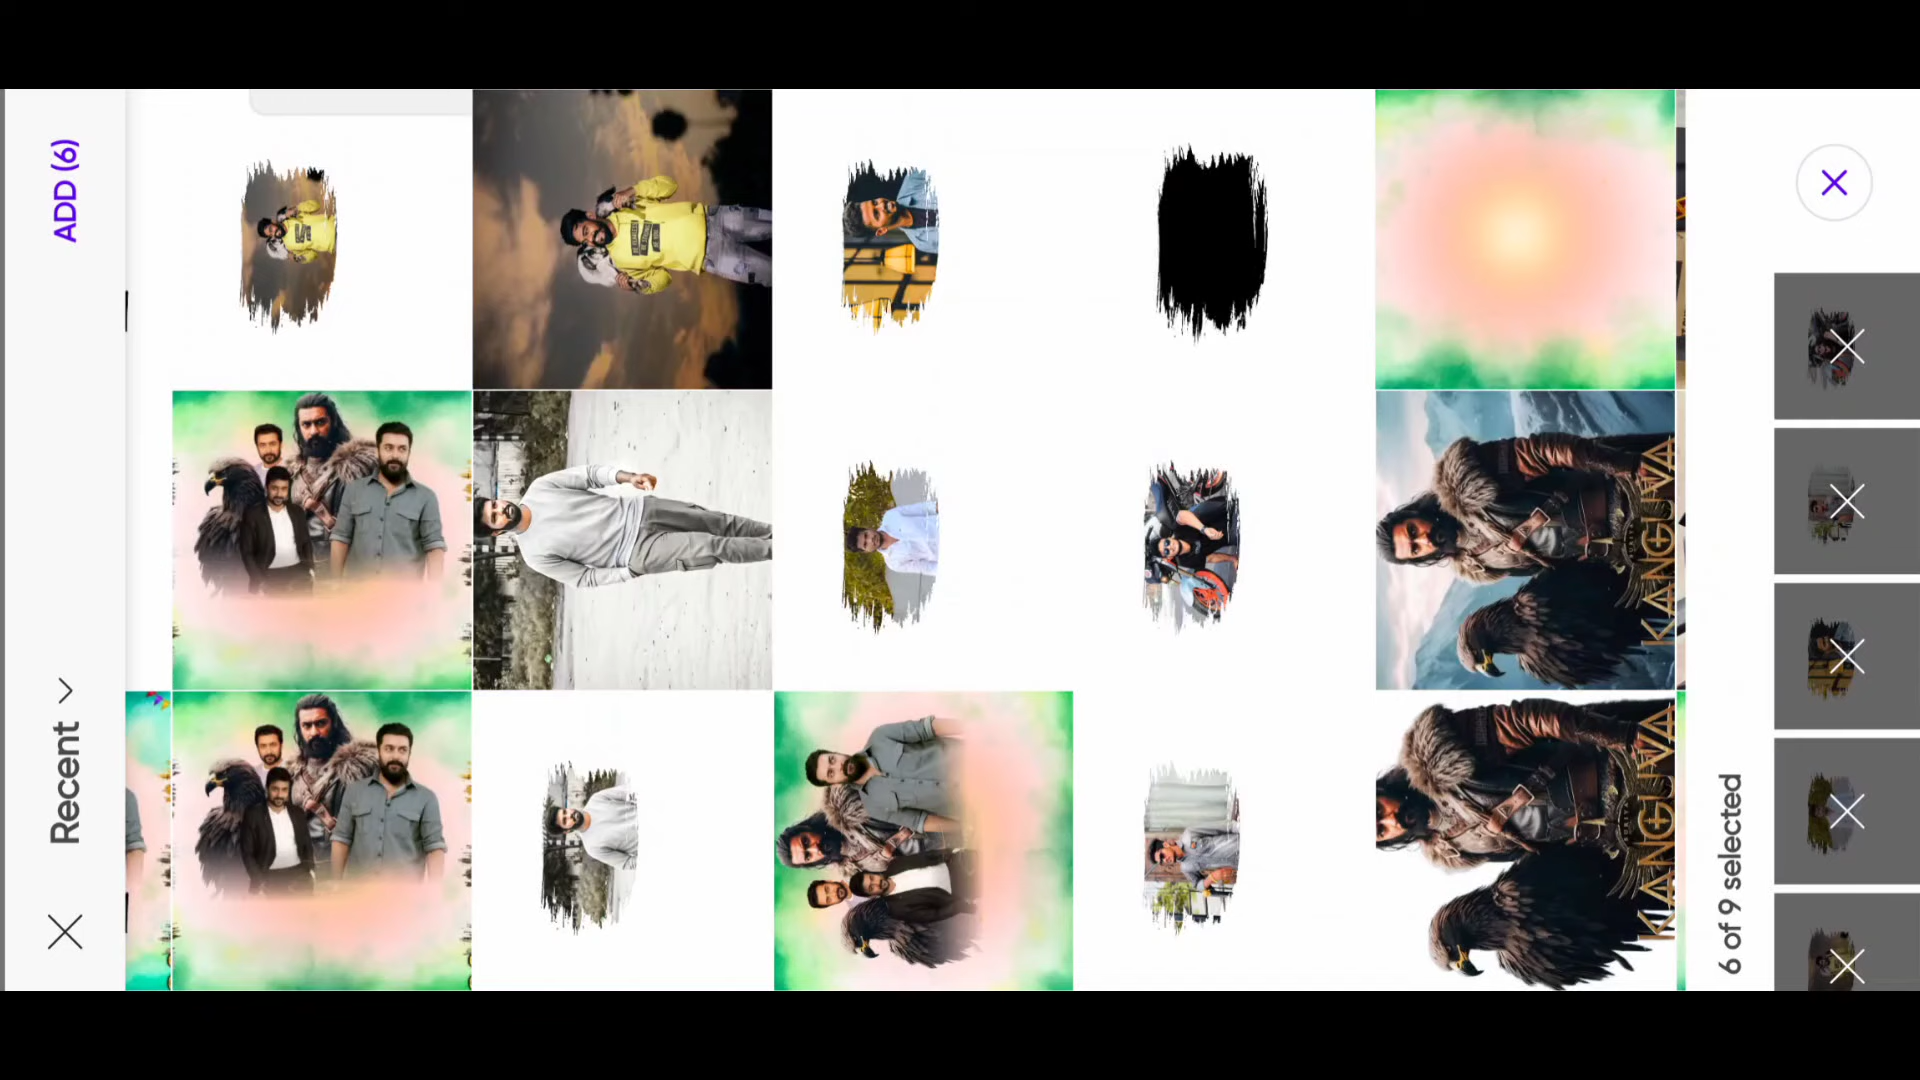 ADD (6)
Recent
KANGUVA
KANGUVA
6 of 9 selected